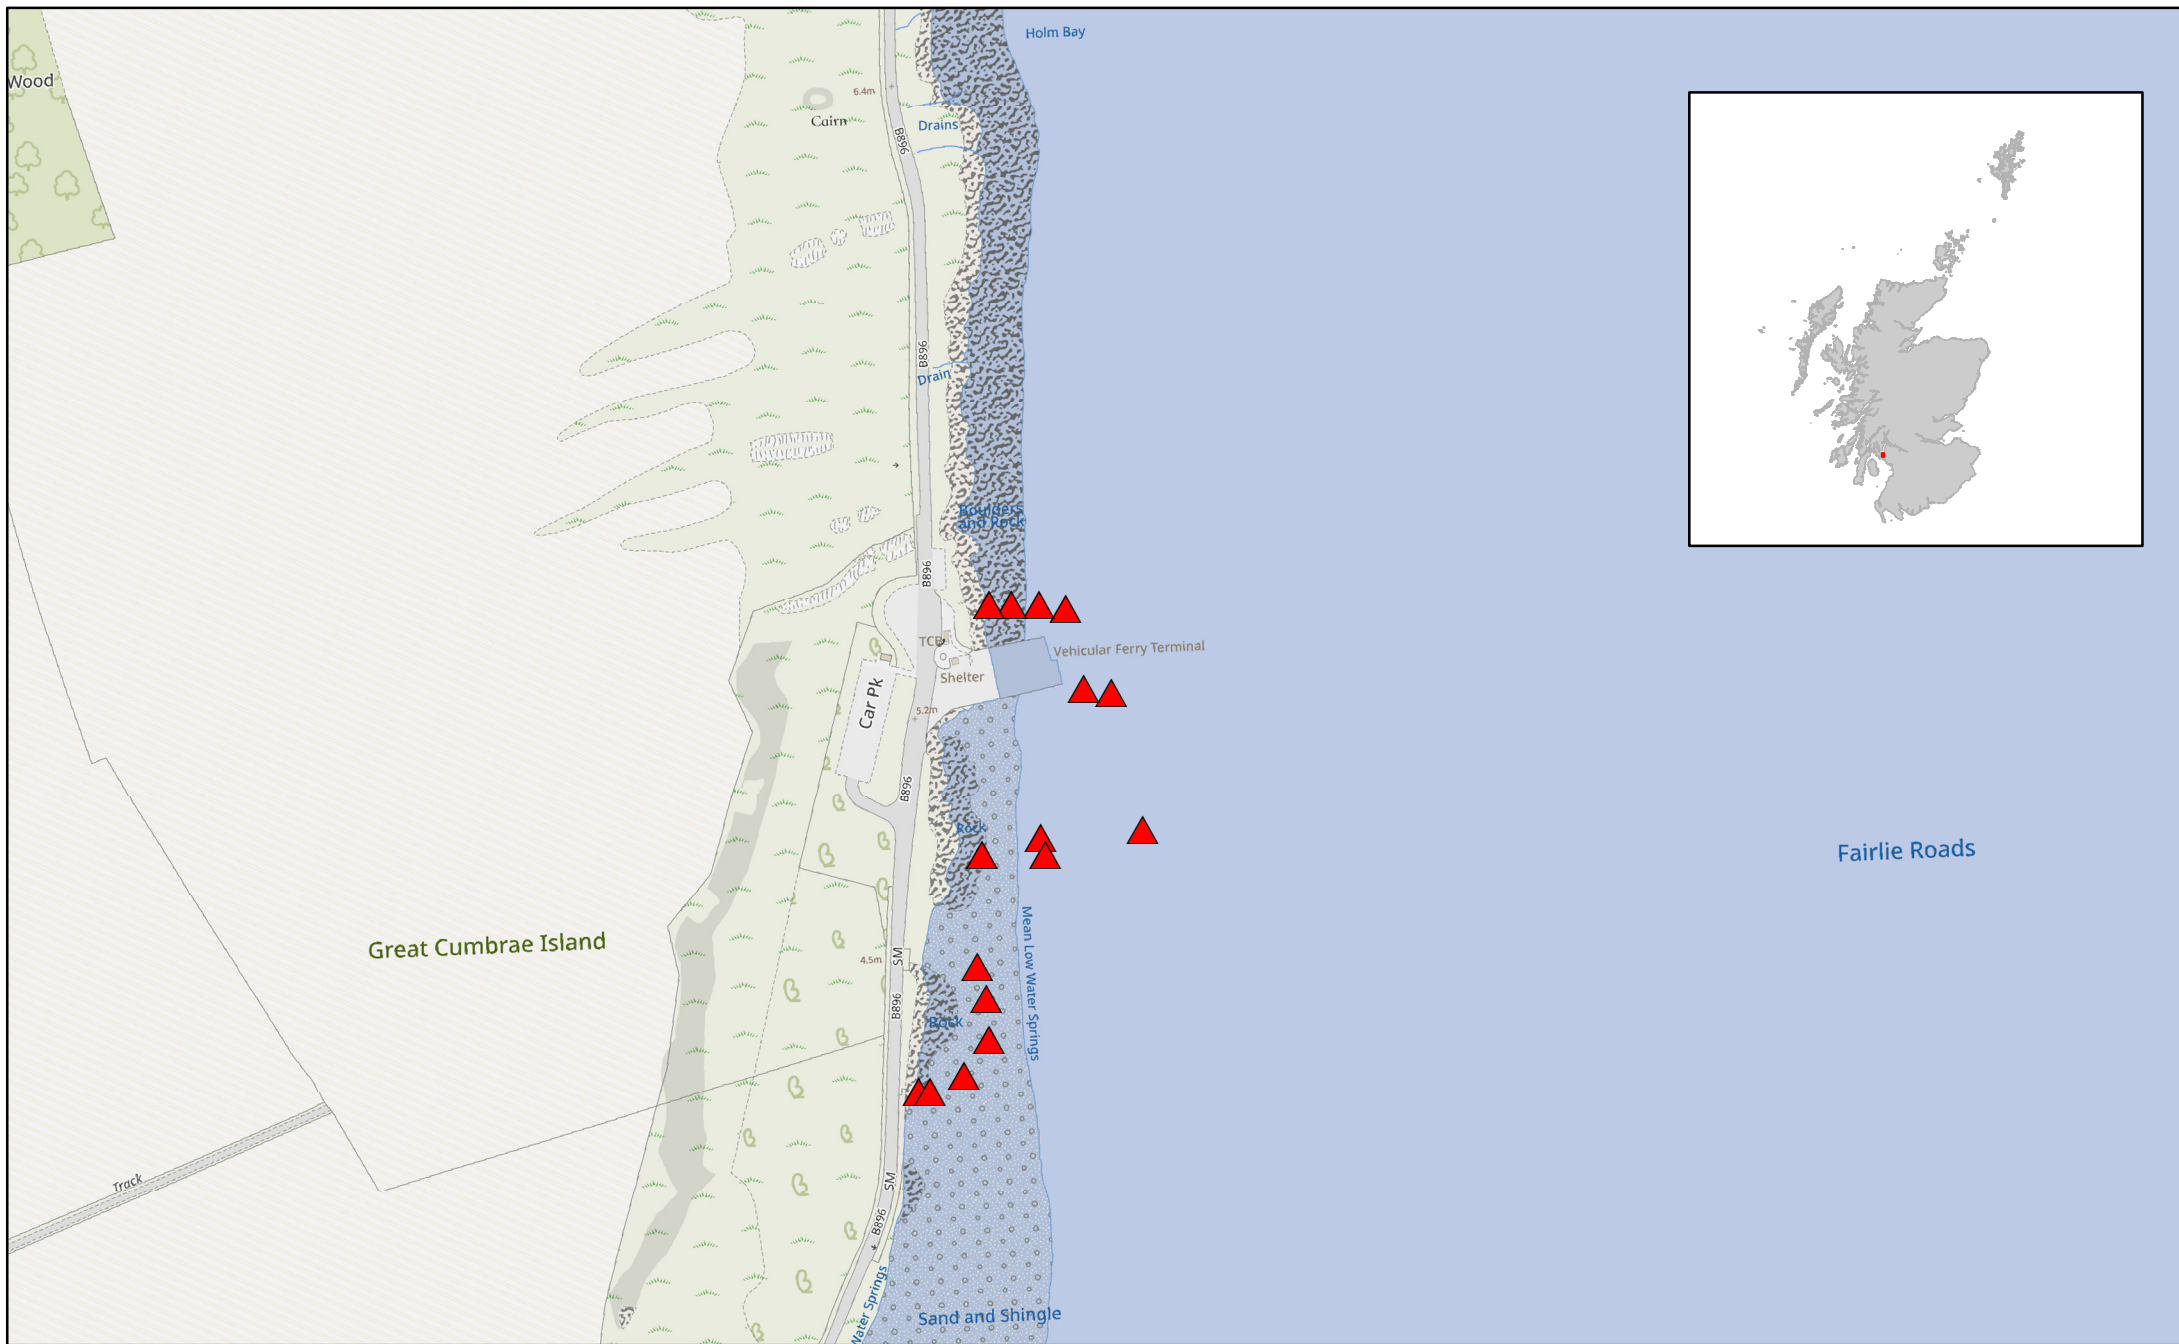 Holm Bay
Wood
6.4m
Cairn
Drains
B896
B896
Drain
Boulders
and Rock
B896
TCB
Vehicular Ferry Terminal
Shelter
Car Pk
5.2m
B896
Rock
Fairlie Roads
Great Cumbrae Island
Mean Low Water Springs
SM
4.5m
B896
Rock
Track
SM
B896
Water Springs
Sand and Shingle